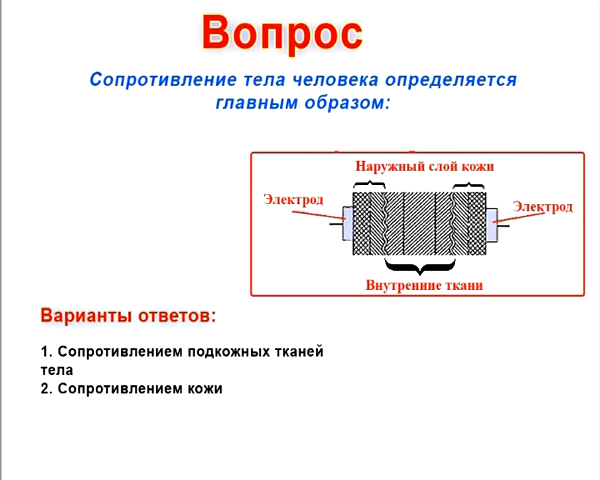 Вопрос
Сопротивление тела человека определяется
главным образом:
Наружный слой кожи
Электрод
Электрод
Внутренние ткани
Варианты ответов:
1. Сопротивлением подкожных тканей
тела
2. Сопротивлением кожи